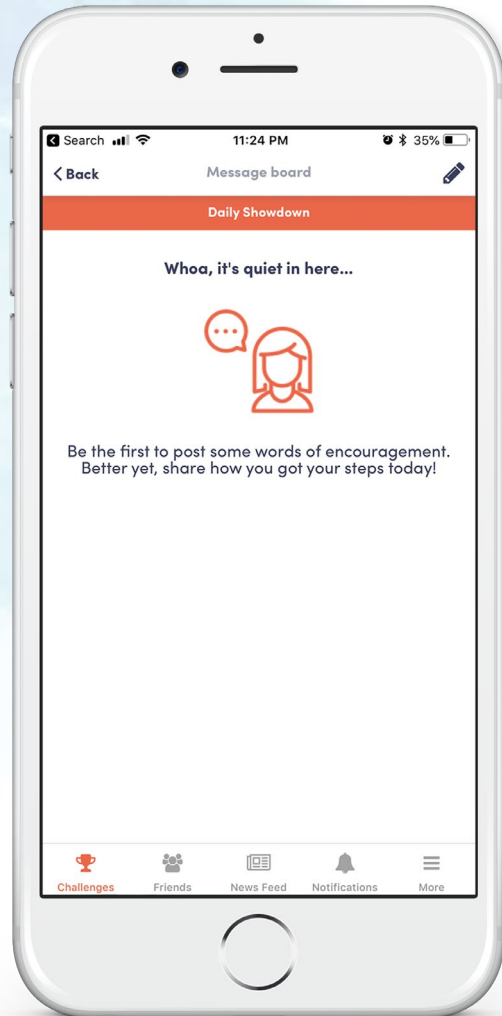 Search 11:24 PM 35%
Back Message board
Daily Showdown
Whoa, it's quiet in here...
Be the first to post some words of encouragement.
Better yet, share how you got your steps today!
Challenges Friends News Feed Notifications More